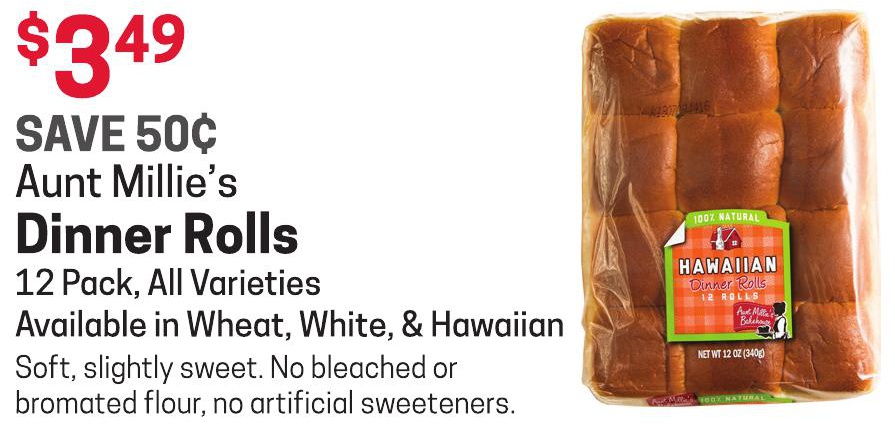 $3.49
SAVE 50¢
Aunt Millie's
Dinner Rolls
12 Pack, All Varieties
Available in Wheat, White, & Hawaiian
Soft, slightly sweet. No bleached or
bromated flour, no artificial sweeteners.
100% NATURAL
HAWAIIAN
Dinner Rolls
12 ROLLS
Aunt Millie's
Bakehouse
NET WT 12 OZ (340g)
100% NATURAL